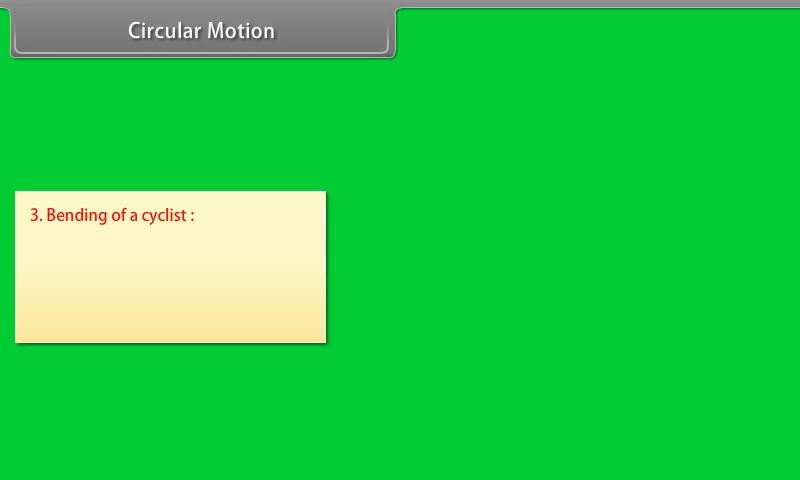 Circular Motion
3. Bending of a cyclist :